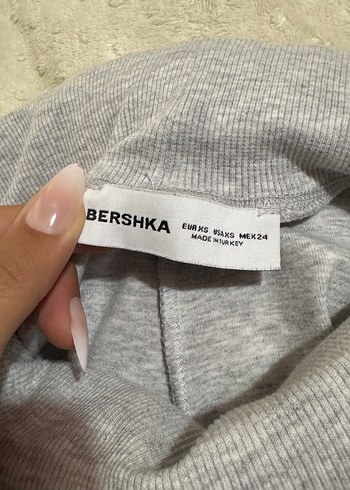 BERSHKA
EUR XS USA XS MEX 24
MADE IN TURKEY